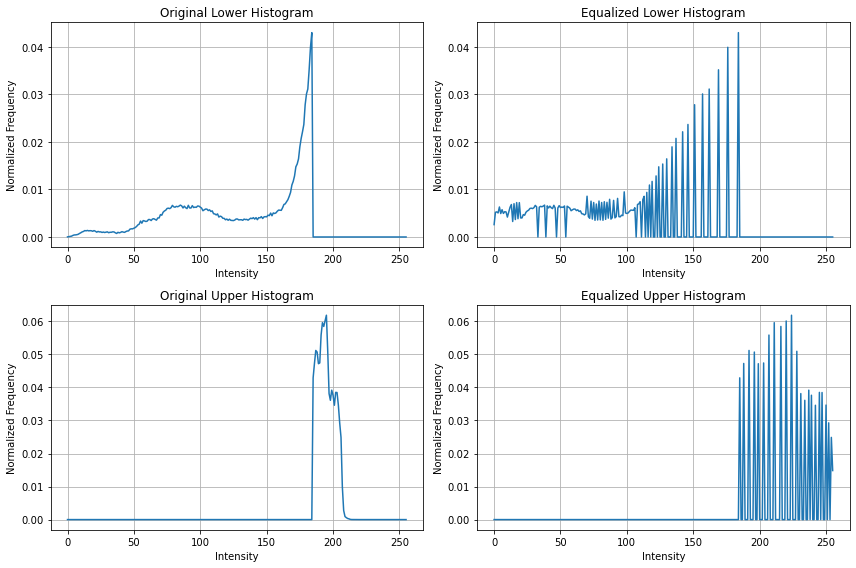 Original Lower Histogram
Normalized Frequency
0.04
0.03
0.02
0.01
0.00
0 50 100 150 200 250
Intensity
Equalized Lower Histogram
Normalized Frequency
0.04
0.03
0.02
0.01
0.00
0 50 100 150 200 250
Intensity
Original Upper Histogram
Normalized Frequency
0.06
0.05
0.04
0.03
0.02
0.01
0.00
0 50 100 150 200 250
Intensity
Equalized Upper Histogram
Normalized Frequency
0.06
0.05
0.04
0.03
0.02
0.01
0.00
0 50 100 150 200 250
Intensity